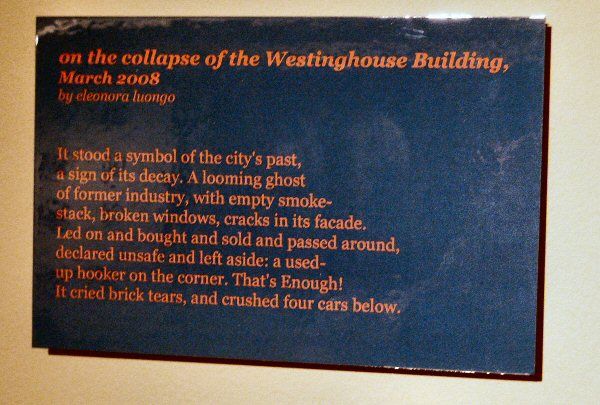 on the collapse of the Westinghouse Building,
March 2008
by eleonora luongo
It stood a symbol of the city's past,
a sign of its decay. A looming ghost
of former industry, with empty smoke-
stack, broken windows, cracks in its facade.
Led on and bought and sold and passed around,
declared unsafe and left aside: a used-
up hooker on the corner. That's Enough!
It cried brick tears, and crushed four cars below.